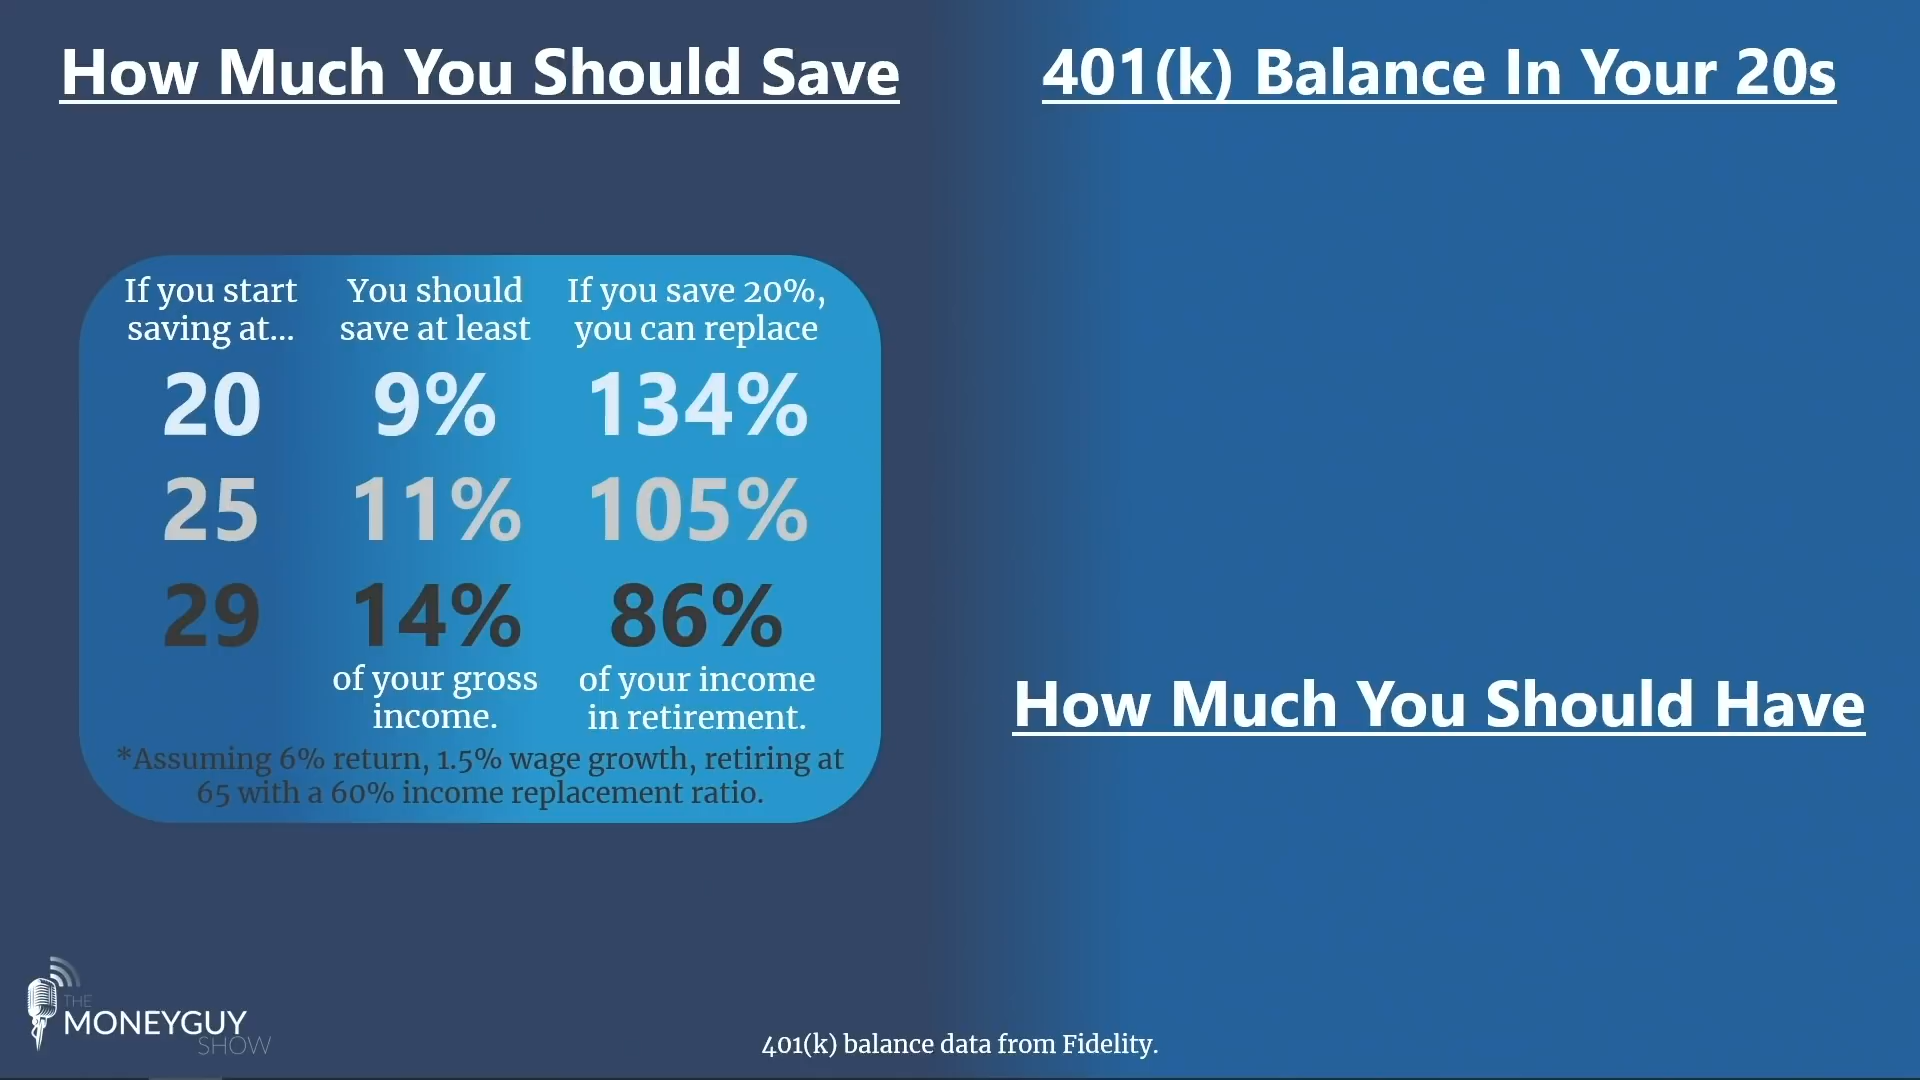 How Much You Should Save
If you start
saving at...
You should
save at least
If you save 20%,
you can replace
20 9% 134%
25 11% 105%
29 14% 86%
of your gross
income.
of your income
in retirement.
*Assuming 6% return, 1.5% wage growth, retiring at
65 with a 60% income replacement ratio.
401(k) Balance In Your 20s
How Much You Should Have
THE
MONEYGUY
SHOW
401(k) balance data from Fidelity.